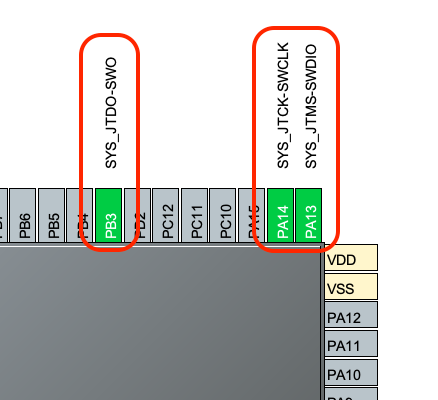 SYS_JTDO-SWO
SYS_JTCK-SWCLK
SYS_JTMS-SWDIO
PB6
PB5
PB4
PB3
PB2
PC12
PC11
PC10
PA15
PA14
PA13
VDD
VSS
PA12
PA11
PA10